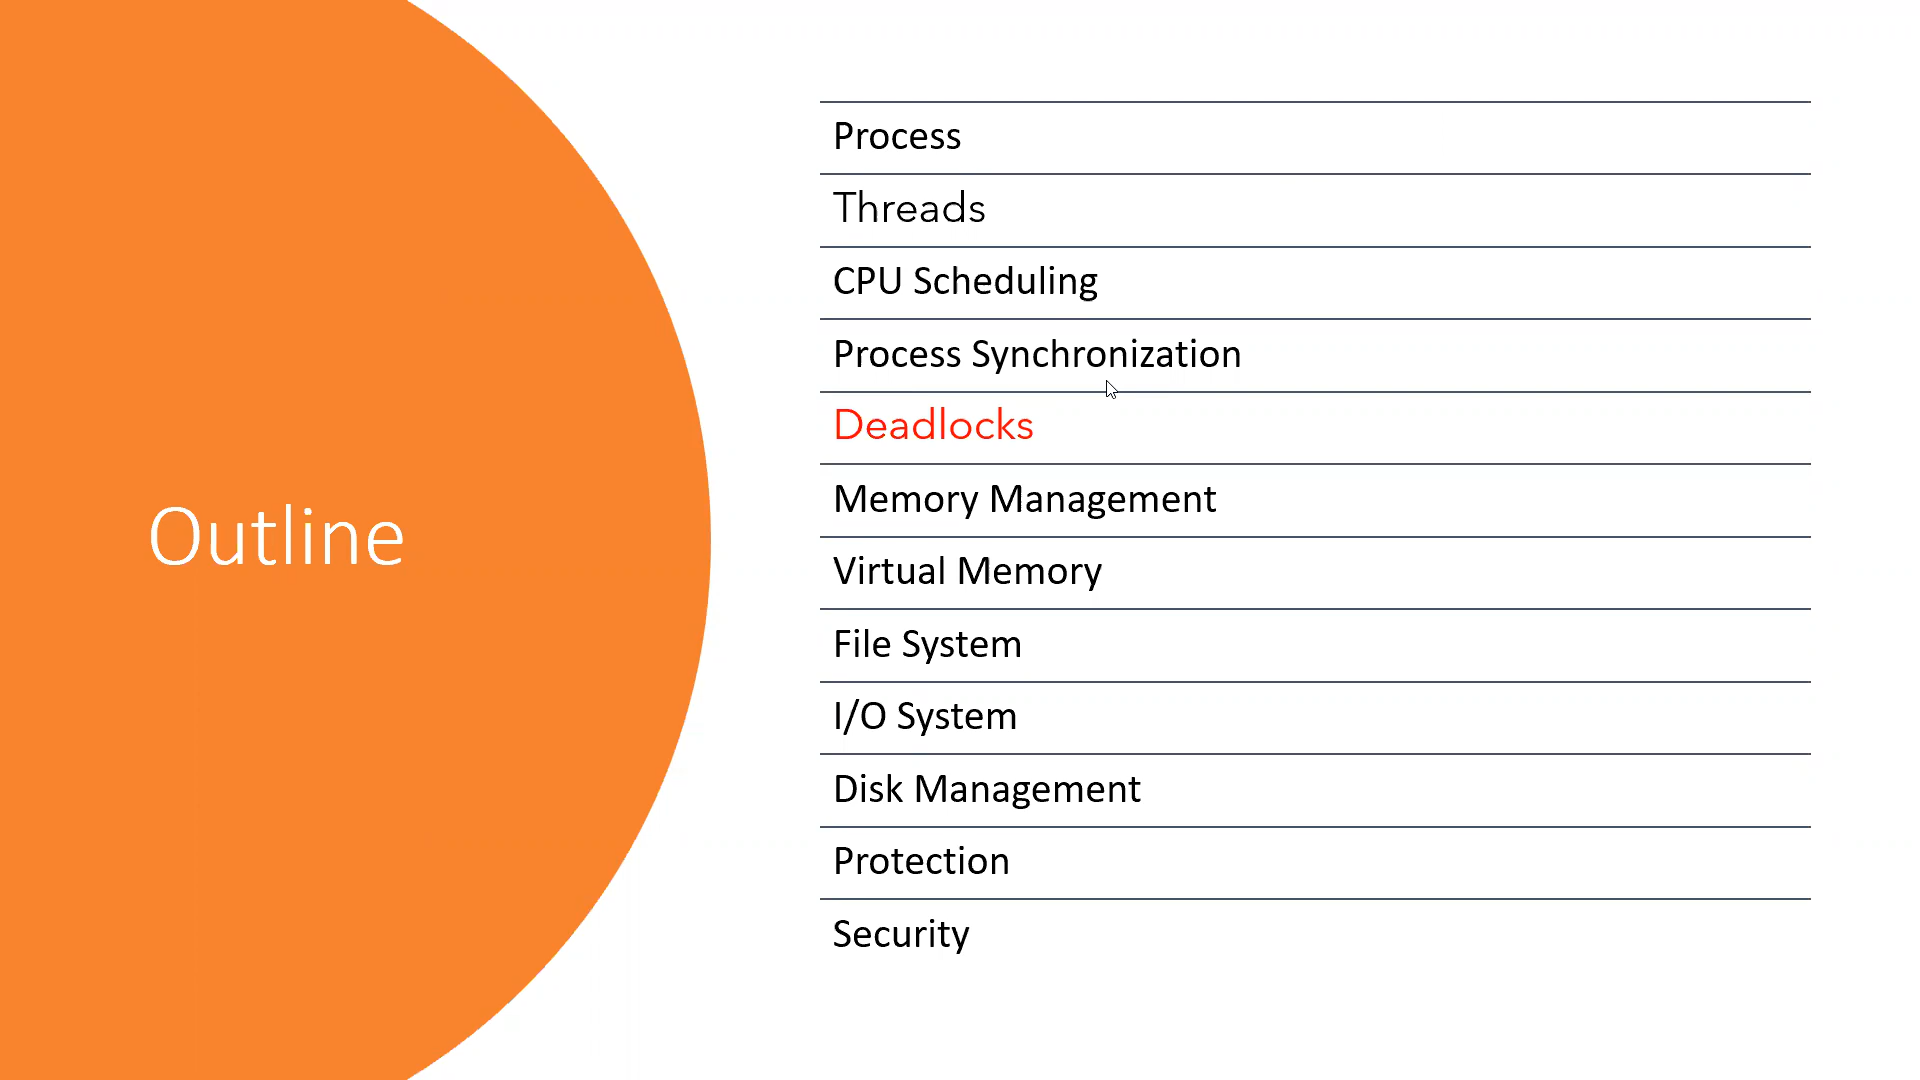 Outline
Process
Threads
CPU Scheduling
Process Synchronization
Deadlocks
Memory Management
Virtual Memory
File System
I/O System
Disk Management
Protection
Security